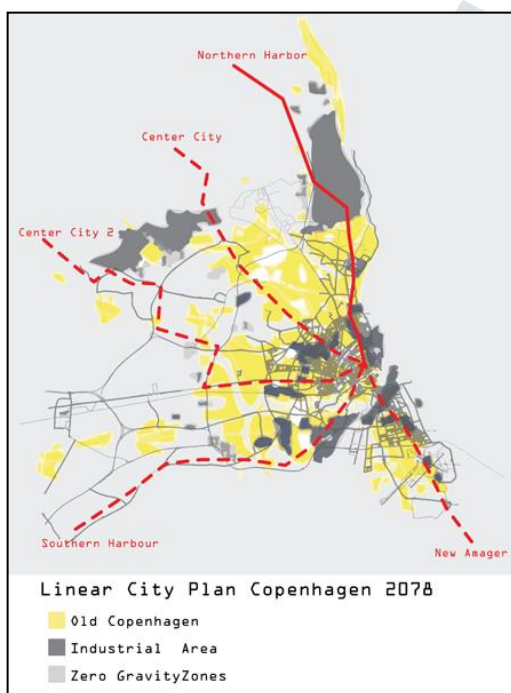 Northern Harbor
Center City
Center City 2
Southern Harbour
New Amager
Linear City Plan Copenhagen 2078
Old Copenhagen
Industrial Area
Zero GravityZones